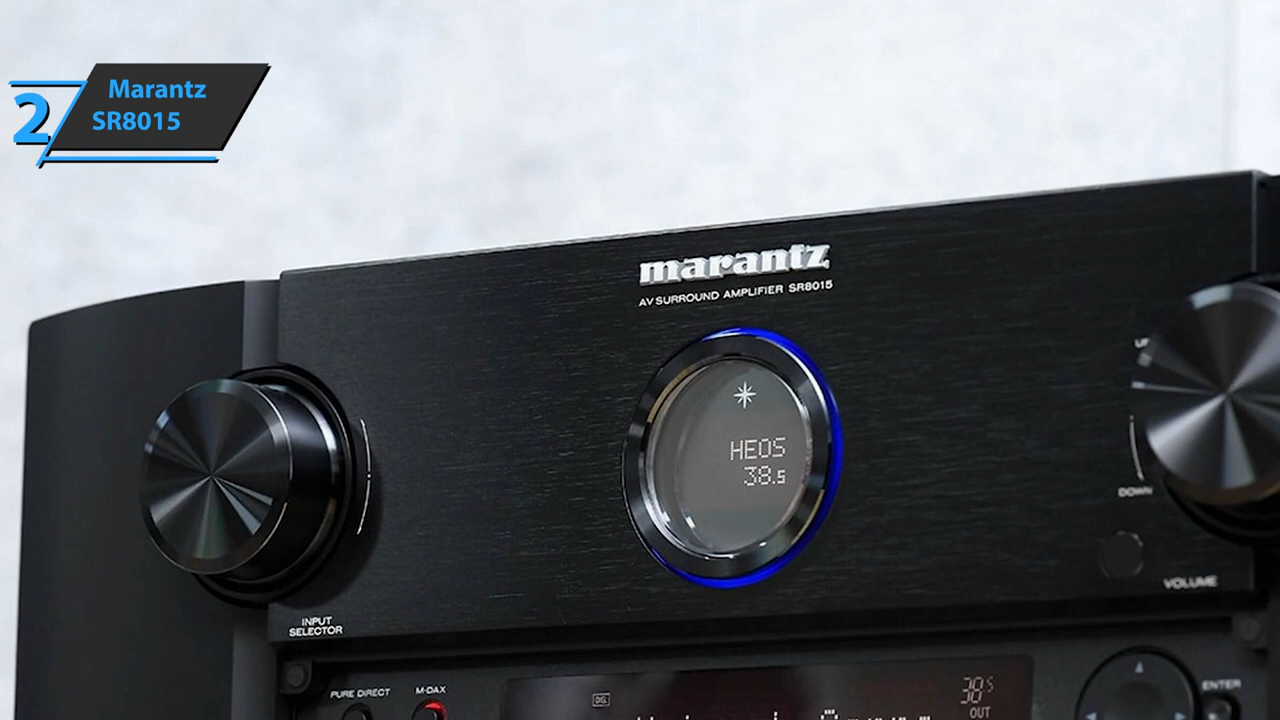 2
Marantz
SR8015
marantz
AV SURROUND AMPLIFIER SR8015
HEOS
38.5
UP
DOWN
VOLUME
INPUT
SELECTOR
PURE DIRECT
M-DAX
DIG.
38.5
OUT
ENTER